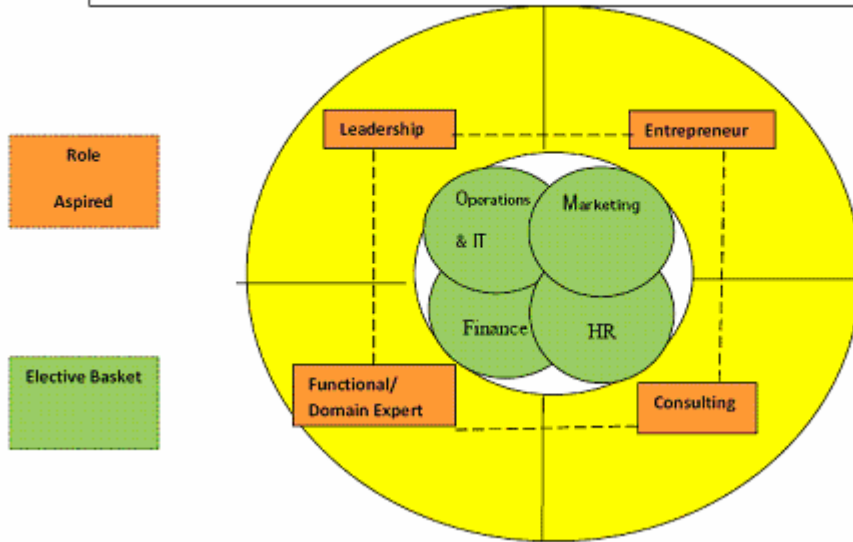 Role
Aspired
Elective Basket
Leadership
Entrepreneur
Operations
& IT
Marketing
Finance
HR
Functional/
Domain Expert
Consulting